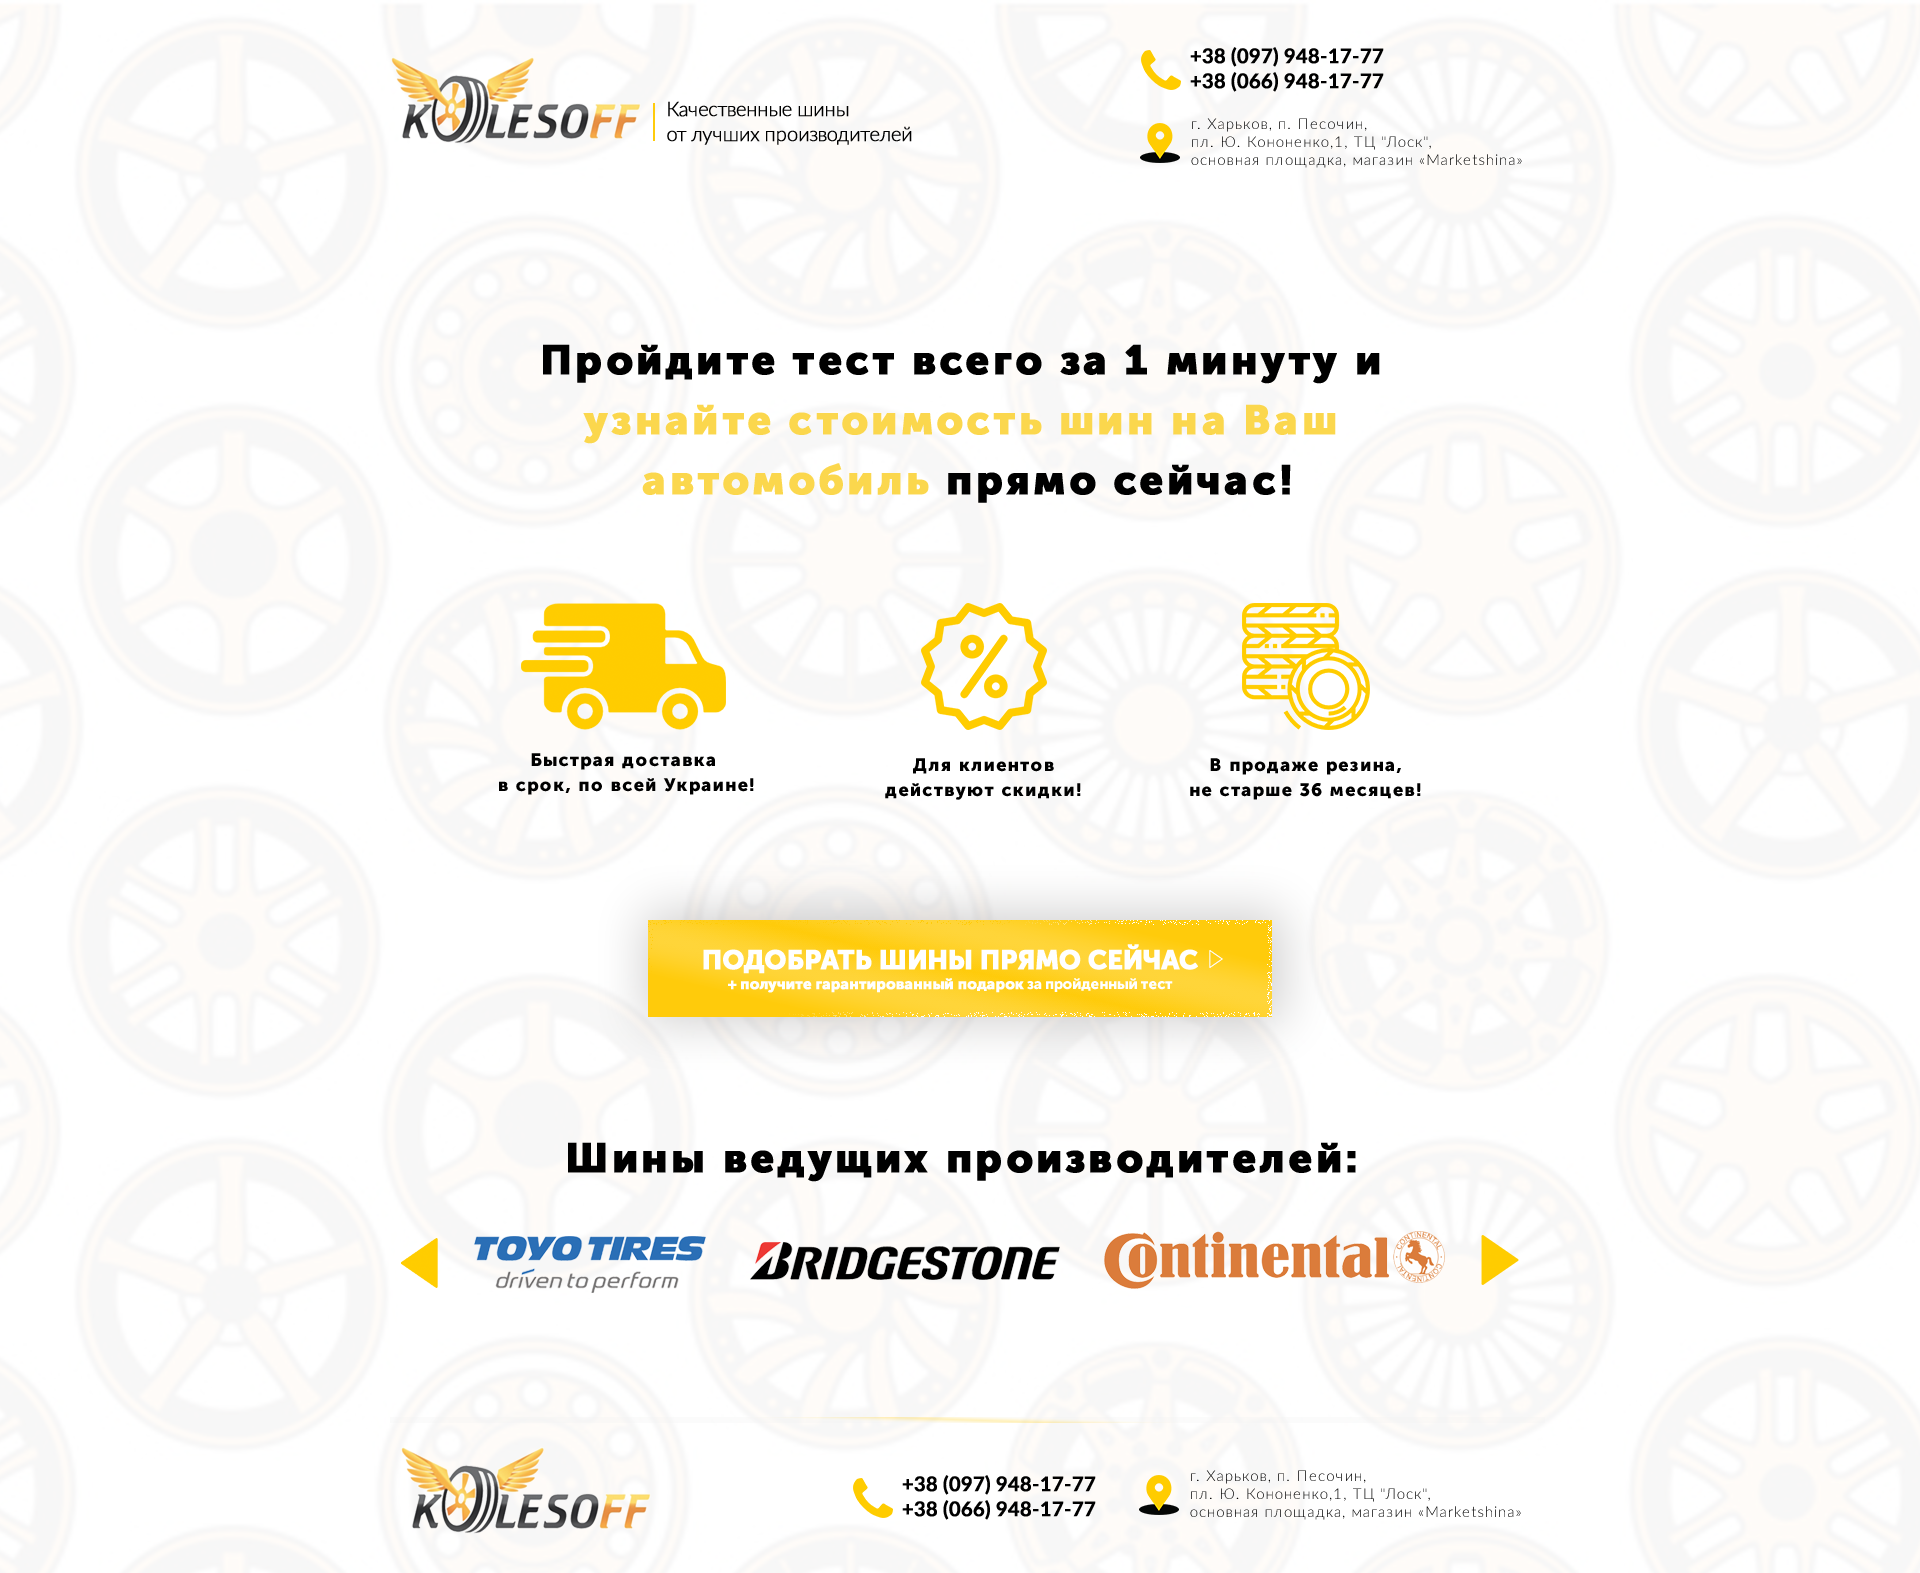 KOLESOFF
Качественные шины
от лучших производителей
+38 (097) 948-17-77
+38 (066) 948-17-77
г. Харьков, п. Песочин,
пл. Ю. Кононенко,1, ТЦ "Лоск",
основная площадка, магазин «Marketshina»
Пройдите тест всего за 1 минуту и
узнайте стоимость шин на Ваш
автомобиль прямо сейчас!
Быстрая доставка
в срок, по всей Украине!
Для клиентов
действуют скидки!
В продаже резина,
не старше 36 месяцев!
ПОДОБРАТЬ ШИНЫ ПРЯМО СЕЙЧАС
+ получите гарантированный подарок за пройденный тест
Шины ведущих производителей:
TOYO TIRES
driven to perform
BRIDGESTONE
Continental
CONTINENTAL
CONTINENTAL
KOLESOFF
+38 (097) 948-17-77
+38 (066) 948-17-77
г. Харьков, п. Песочин,
пл. Ю. Кононенко,1, ТЦ "Лоск",
основная площадка, магазин «Marketshina»